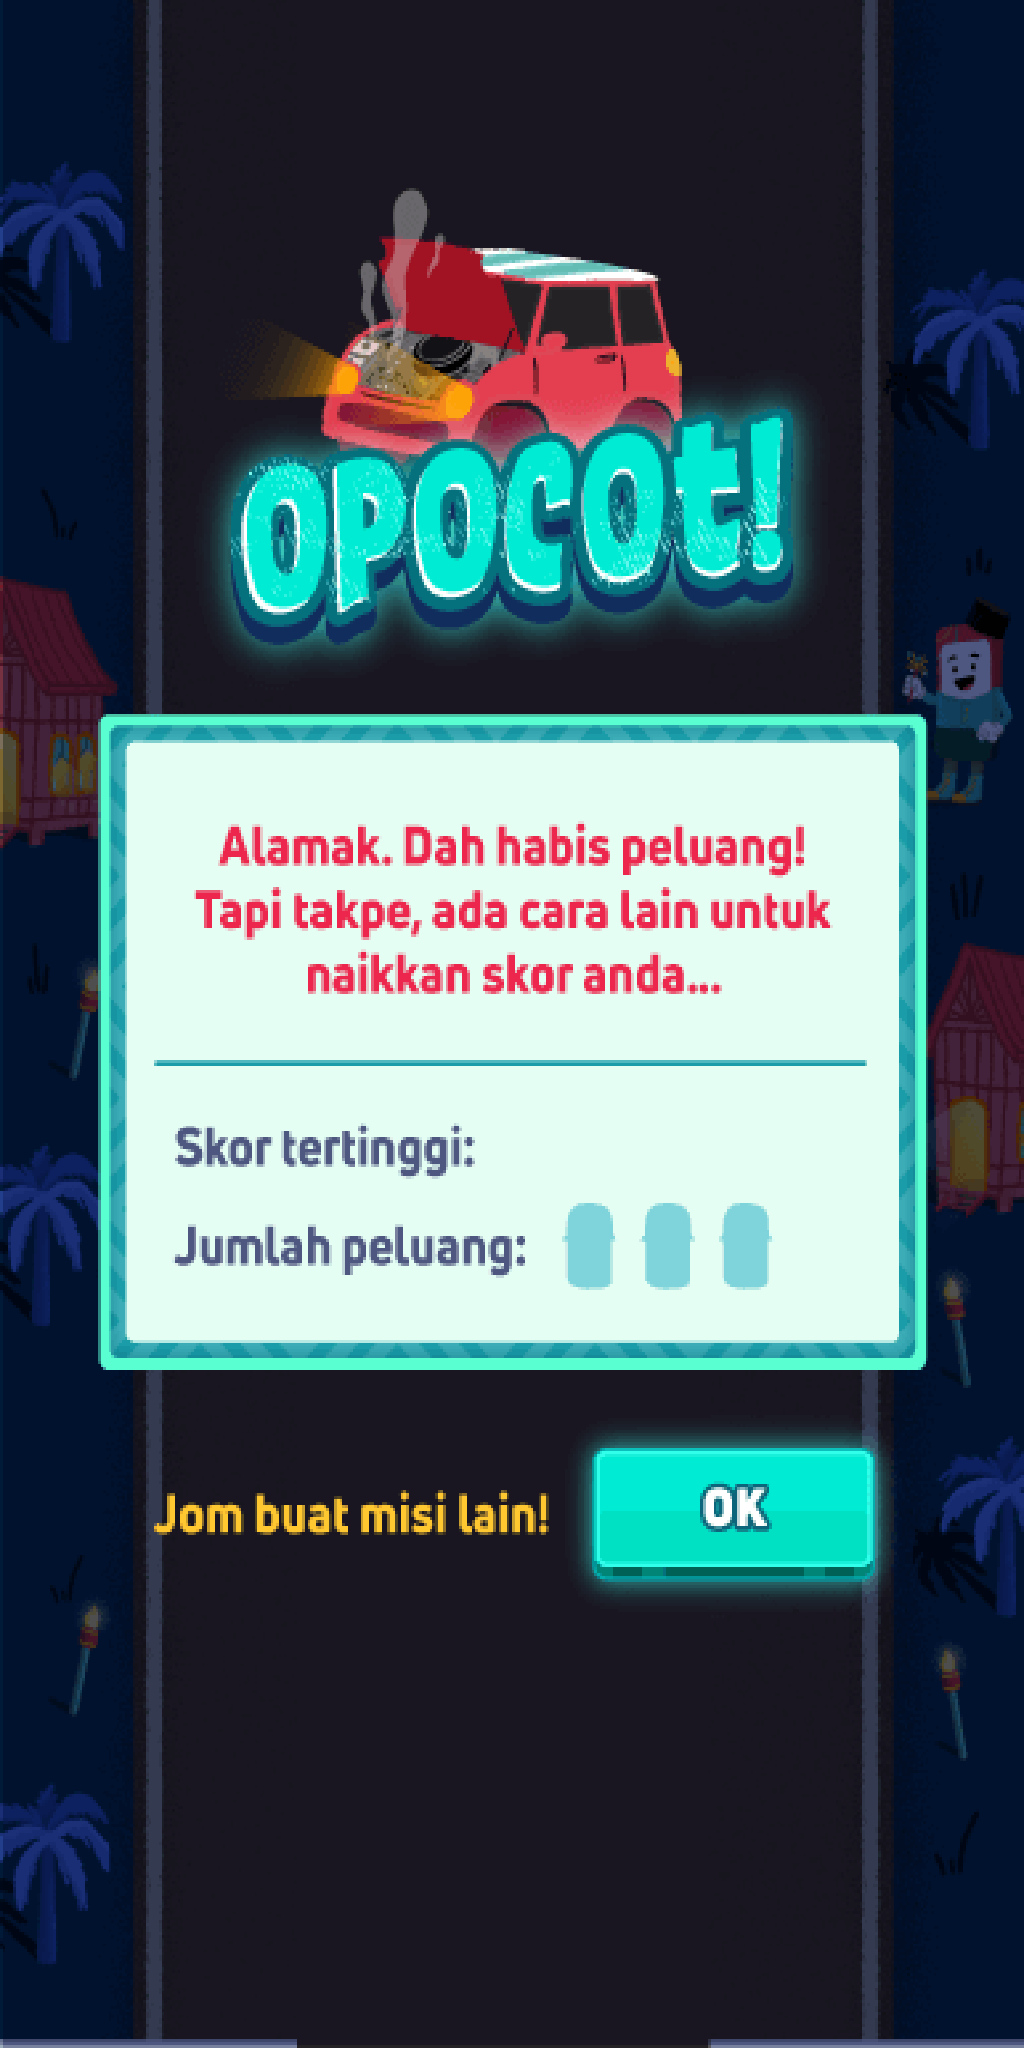 OPOCOt!
Alamak. Dah habis peluang!
Tapi takpe, ada cara lain untuk
naikkan skor anda...
Skor tertinggi:
Jumlah peluang:
Jom buat misi lain!
OK